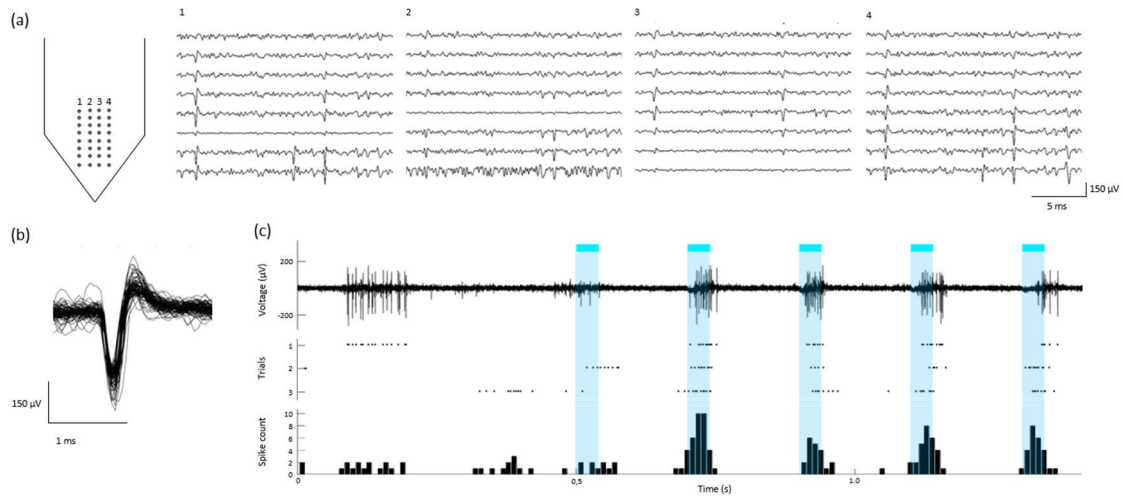 (a)
1 2 3 4
1 2 3 4
150 µV
5 ms
(b)
150 µV
1 ms
(c)
Voltage (µV)
200
0
-200
Trials
1
2
3
Spike count
10
8
6
4
2
0
0 0,5 1.0
Time (s)